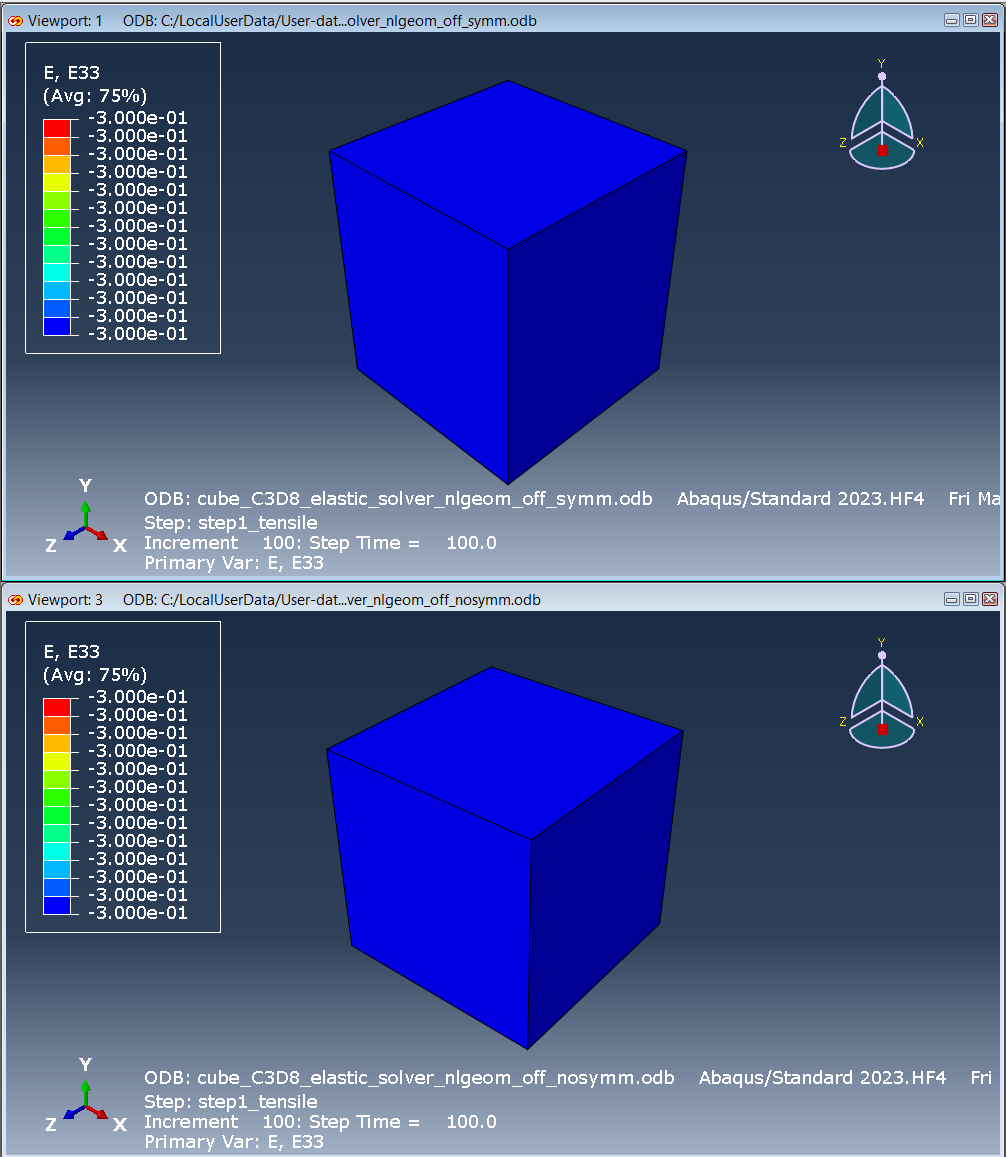 Viewport: 1 ODB: C:/LocalUserData/User-dat...olver_nlgeom_off_symm.odb
E, E33
(Avg: 75%)
-3.000e-01
-3.000e-01
-3.000e-01
-3.000e-01
-3.000e-01
-3.000e-01
-3.000e-01
-3.000e-01
-3.000e-01
-3.000e-01
-3.000e-01
-3.000e-01
-3.000e-01
Y
Z X
Y
Z X
ODB: cube_C3D8_elastic_solver_nlgeom_off_symm.odb Abaqus/Standard 2023.HF4 Fri Ma
Step: step1_tensile
Increment 100: Step Time = 100.0
Primary Var: E, E33
Viewport: 3 ODB: C:/LocalUserData/User-dat...ver_nlgeom_off_nosymm.odb
E, E33
(Avg: 75%)
-3.000e-01
-3.000e-01
-3.000e-01
-3.000e-01
-3.000e-01
-3.000e-01
-3.000e-01
-3.000e-01
-3.000e-01
-3.000e-01
-3.000e-01
-3.000e-01
-3.000e-01
Y
Z X
Y
Z X
ODB: cube_C3D8_elastic_solver_nlgeom_off_nosymm.odb Abaqus/Standard 2023.HF4 Fri
Step: step1_tensile
Increment 100: Step Time = 100.0
Primary Var: E, E33